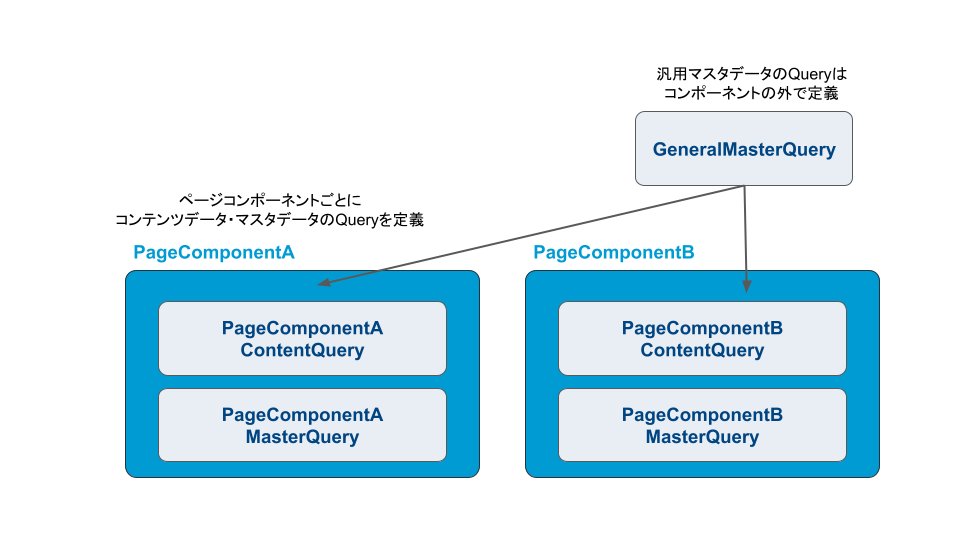 汎用マスタデータのQueryは
コンポーネントの外で定義
GeneralMasterQuery
ページコンポーネントごとに
コンテンツデータ・マスタデータのQueryを定義
PageComponentA
PageComponentA
ContentQuery
PageComponentA
MasterQuery
PageComponentB
PageComponentB
ContentQuery
PageComponentB
MasterQuery